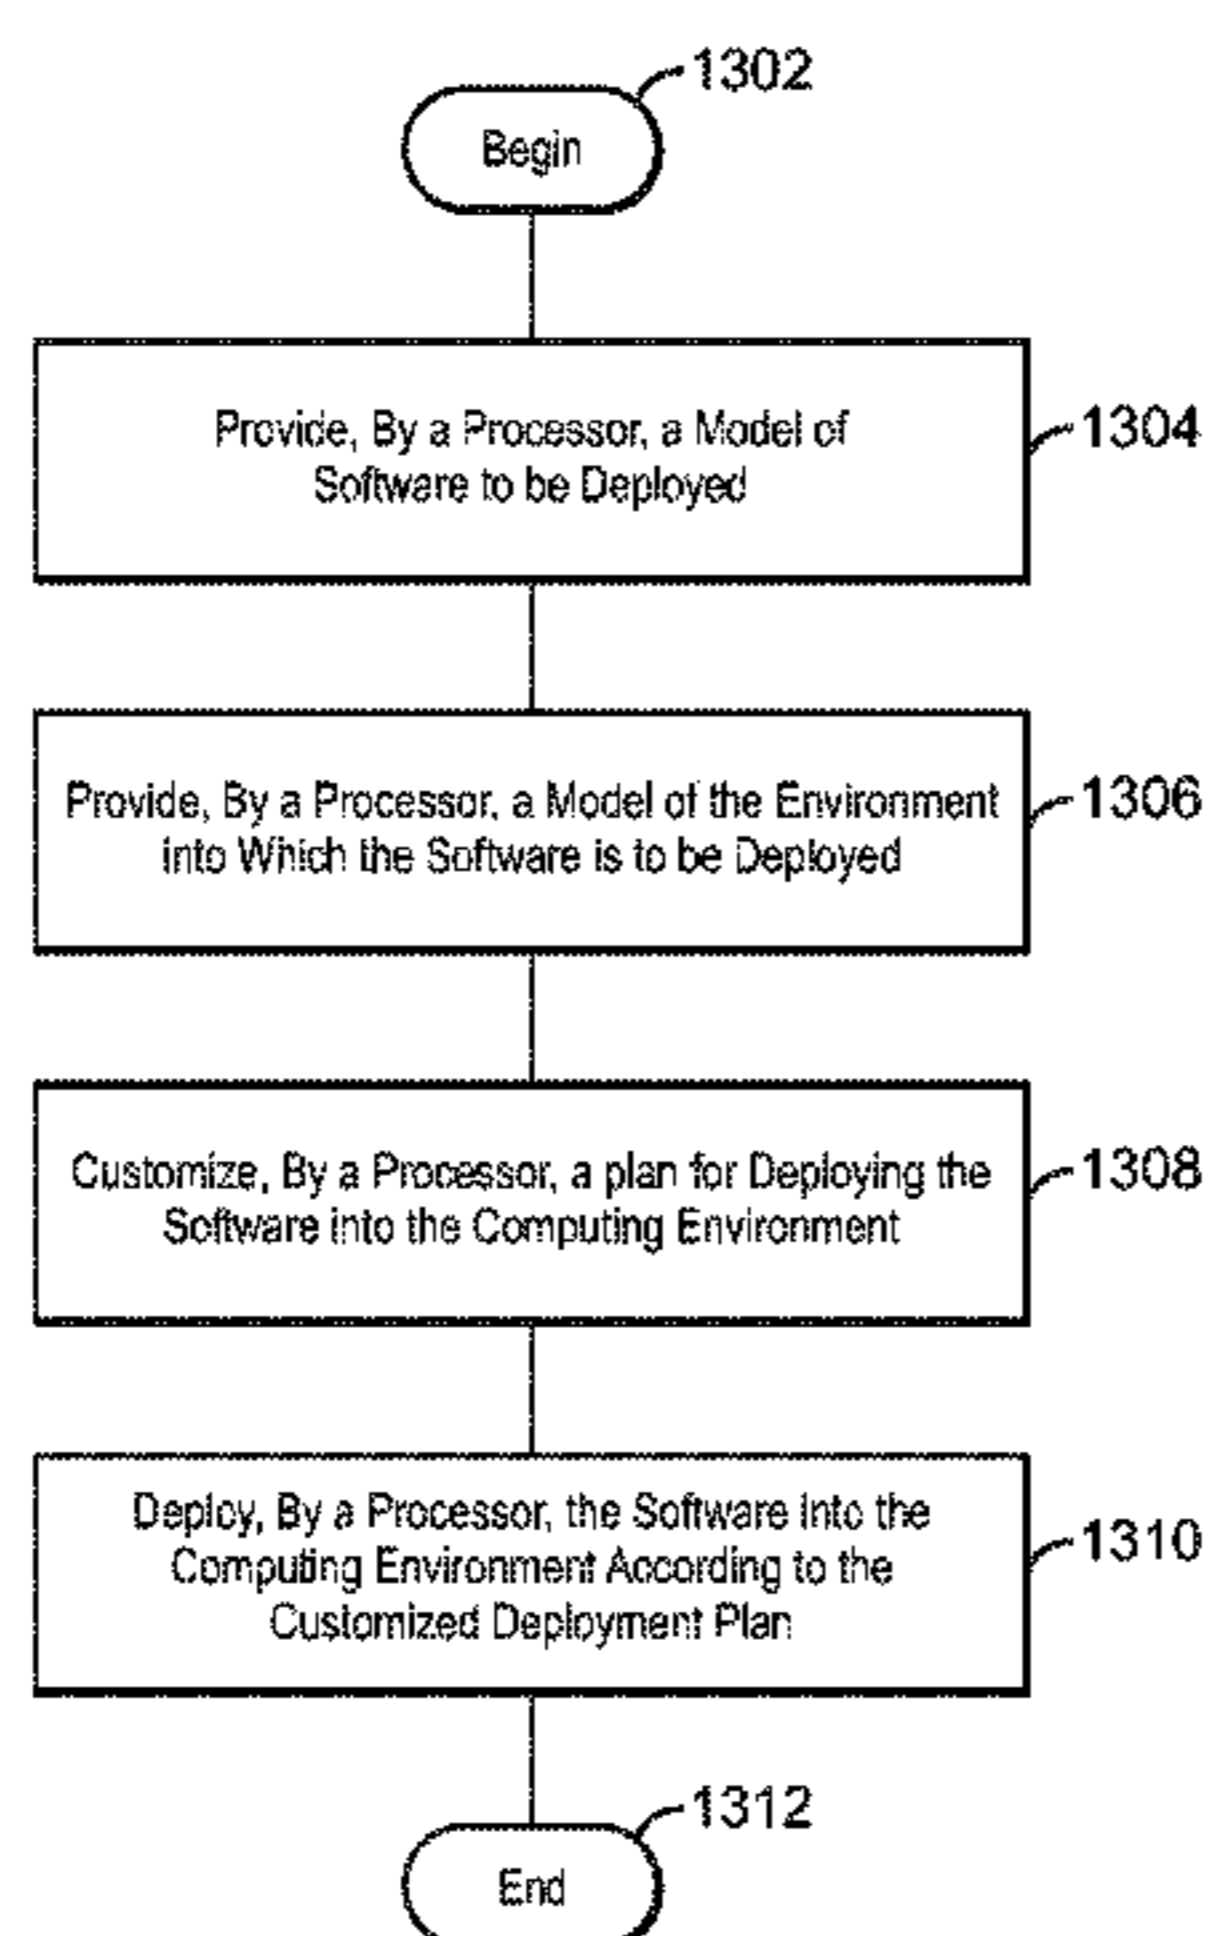 1302
Begin
Provide, By a Processor, a Model of
Software to be Deployed
1304
Provide, By a Processor, a Model of the Environment
into Which the Software is to be Deployed
1306
Customize, By a Processor, a plan for Deploying the
Software into the Computing Environment
1308
Deploy, By a Processor, the Software Into the
Computing Environment According to the
Customized Deployment Plan
1310
1312
End